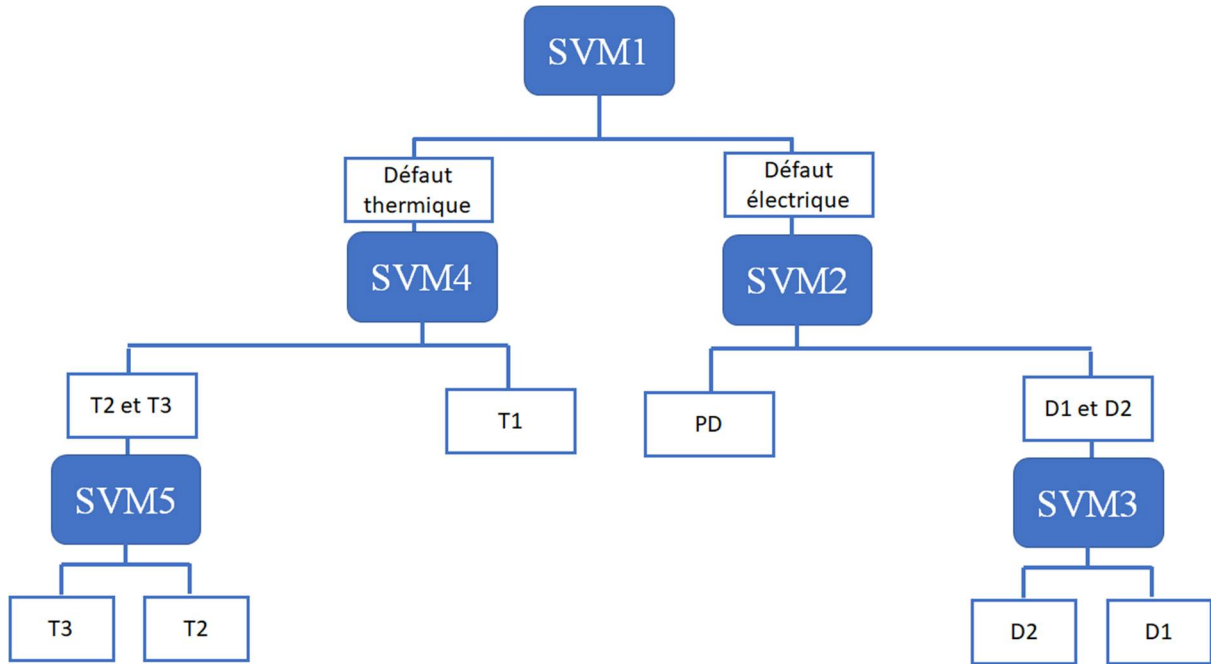 SVM1
Défaut
thermique
Défaut
électrique
SVM4
SVM2
T2 et T3
T1
PD
D1 et D2
SVM5
SVM3
T3
T2
D2
D1